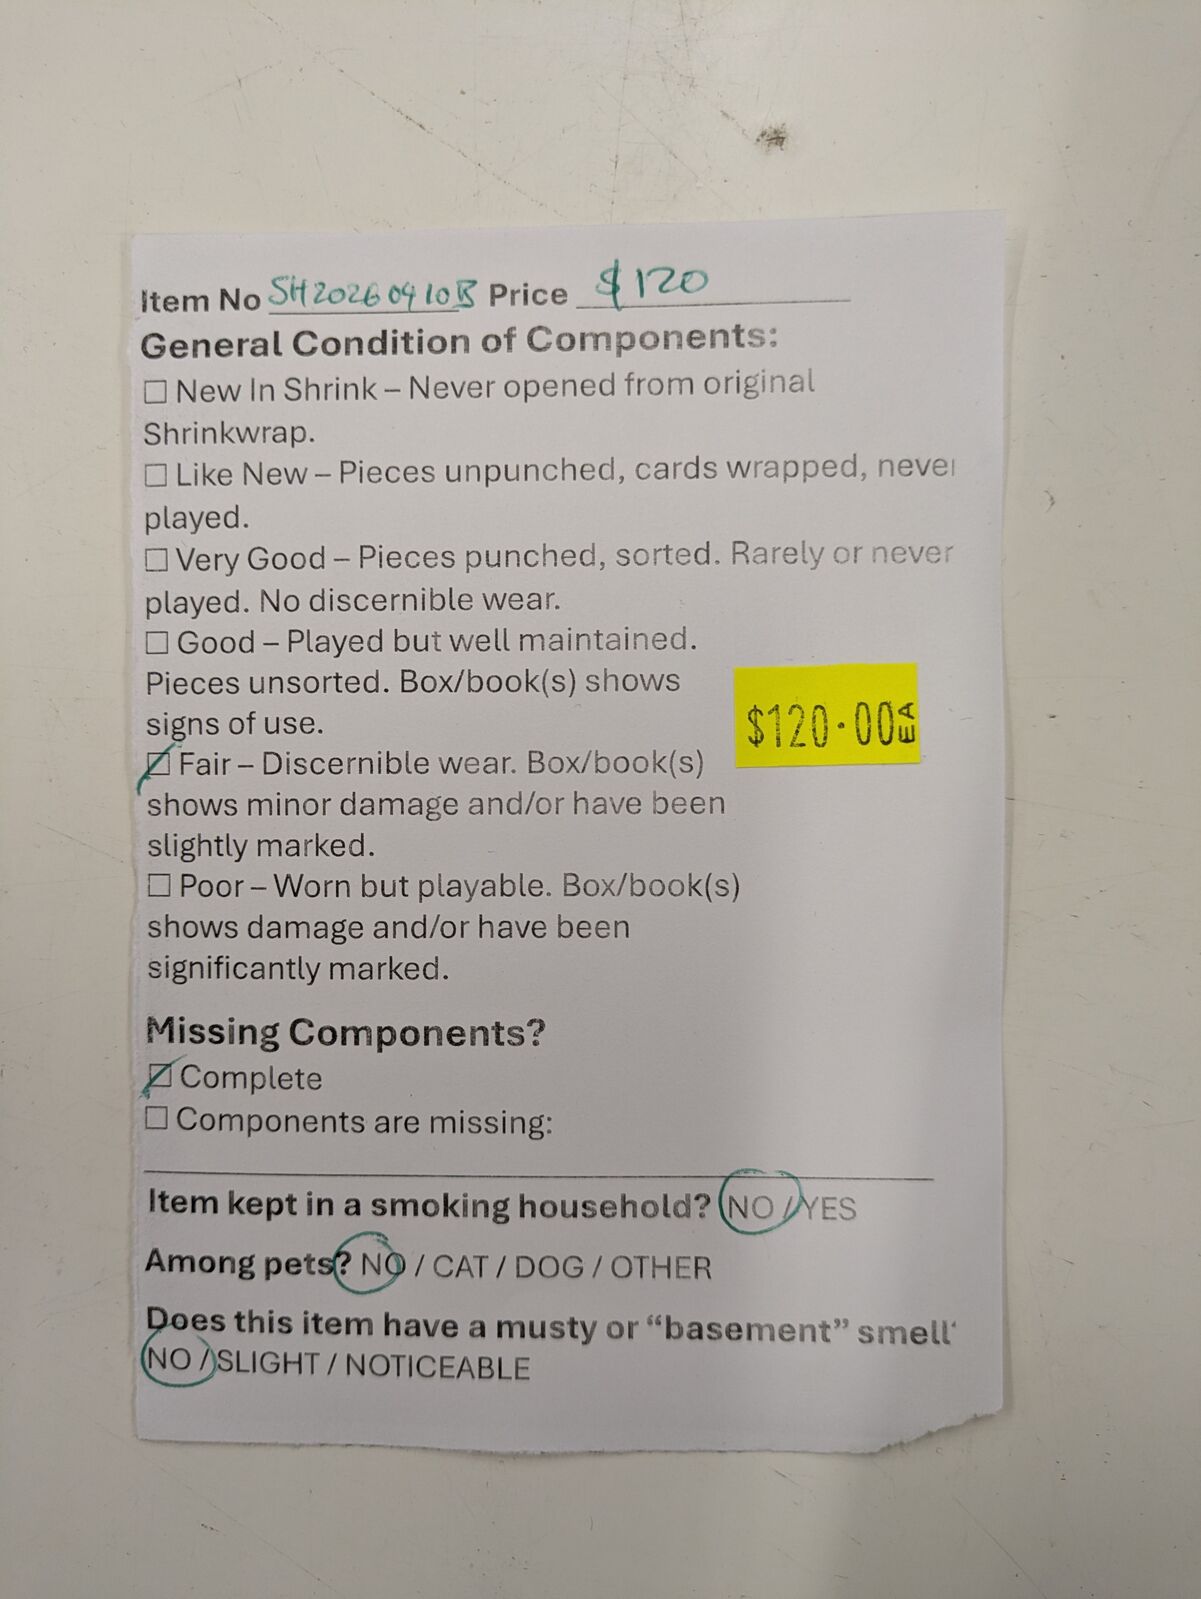 Item No SH20260410B Price $120
General Condition of Components:
☐ New In Shrink – Never opened from original
Shrinkwrap.
☐ Like New – Pieces unpunched, cards wrapped, never
played.
☐ Very Good – Pieces punched, sorted. Rarely or never
played. No discernible wear.
☐ Good – Played but well maintained.
Pieces unsorted. Box/book(s) shows
signs of use.
$120.00 EA
☑ Fair – Discernible wear. Box/book(s)
shows minor damage and/or have been
slightly marked.
☐ Poor – Worn but playable. Box/book(s)
shows damage and/or have been
significantly marked.
Missing Components?
☑ Complete
☐ Components are missing:
Item kept in a smoking household? NO / YES
Among pets? NO / CAT / DOG / OTHER
Does this item have a musty or “basement” smell
NO / SLIGHT / NOTICEABLE